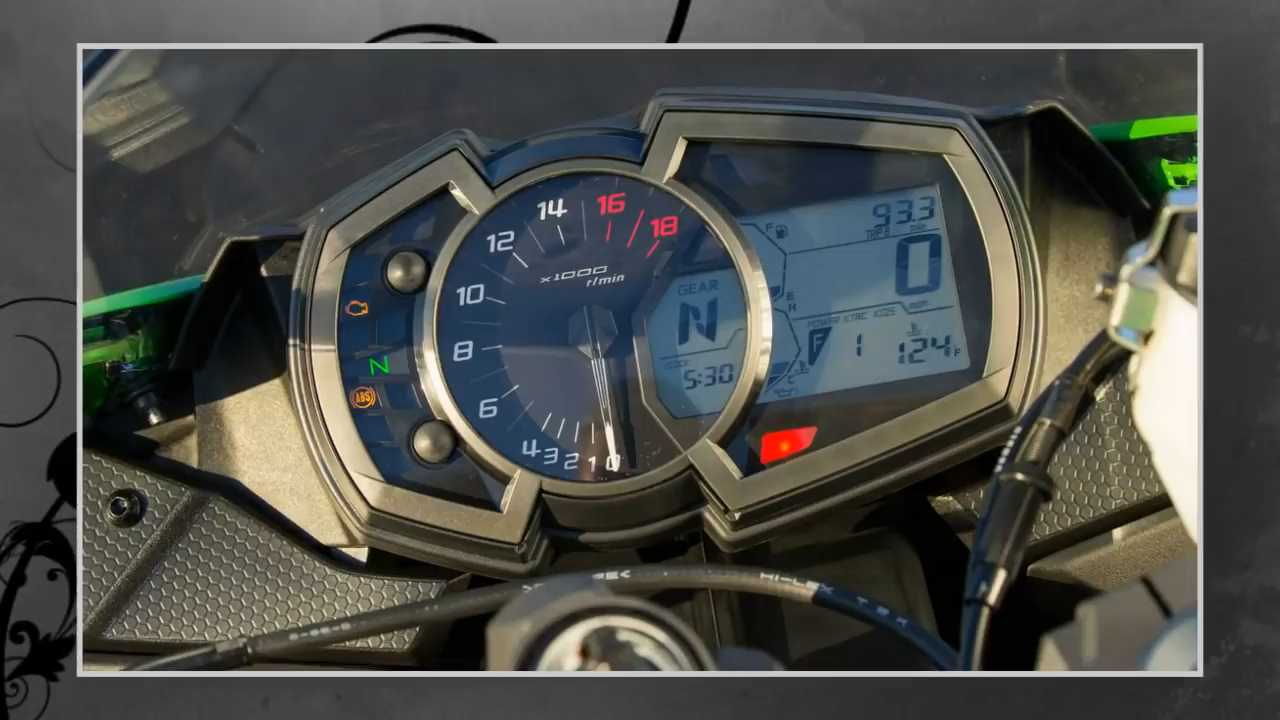 14 16 18
12
10
8
6
4 3 2 1 0
x1000
r/min
GEAR
N
5:30
N
ABS
F
93.3
TRIP B mile
0
mph
E
H
POWER KTRC
F 1 124 F
C
HI-LEX